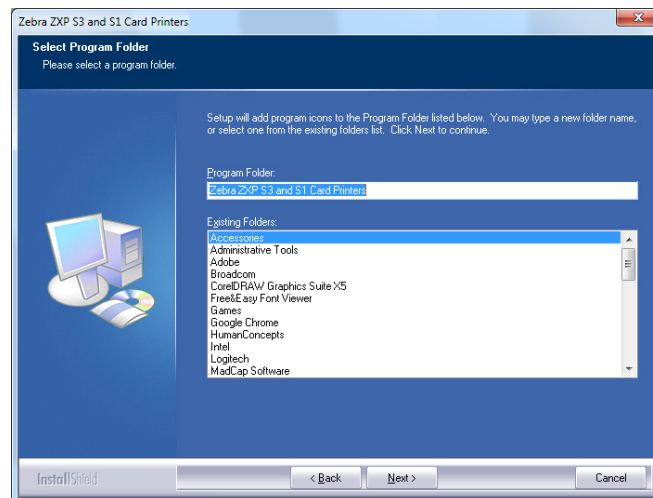 Zebra ZXP S3 and S1 Card Printers
Select Program Folder
Please select a program folder.
Setup will add program icons to the Program Folder listed below. You may type a new folder name,
or select one from the existing folders list. Click Next to continue.
Program Folder:
Zebra ZXP S3 and S1 Card Printers
Existing Folders:
Accessories
Administrative Tools
Adobe
Broadcom
CorelDRAW Graphics Suite X5
Free&Easy Font Viewer
Games
Google Chrome
HumanConcepts
Intel
Logitech
MadCap Software
InstallShield
< Back
Next >
Cancel